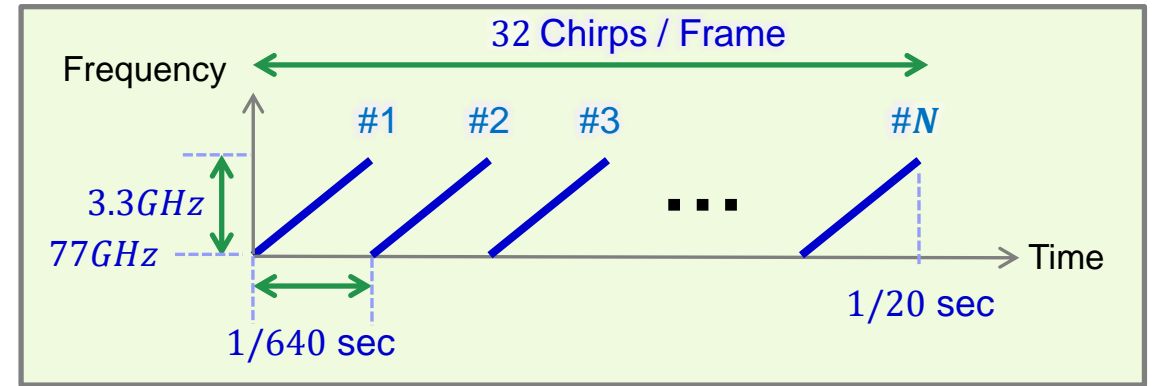 32 Chirps / Frame
Frequency
#1 #2 #3 #N
3.3GHz
77GHz
Time
1/640 sec
1/20 sec